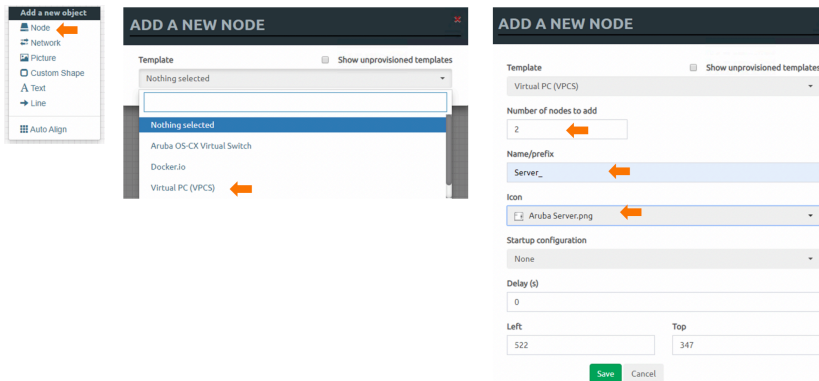 Add a new object
Node
Network
Picture
Custom Shape
A Text
Line
Auto Align
ADD A NEW NODE
Template
Show unprovisioned templates
Nothing selected
Nothing selected
Aruba OS-CX Virtual Switch
Docker.io
Virtual PC (VPCS)
ADD A NEW NODE
Template
Show unprovisioned templates
Virtual PC (VPCS)
Number of nodes to add
2
Name/prefix
Server_
Icon
Aruba Server.png
Startup configuration
None
Delay (s)
0
Left
Top
522
347
Save
Cancel